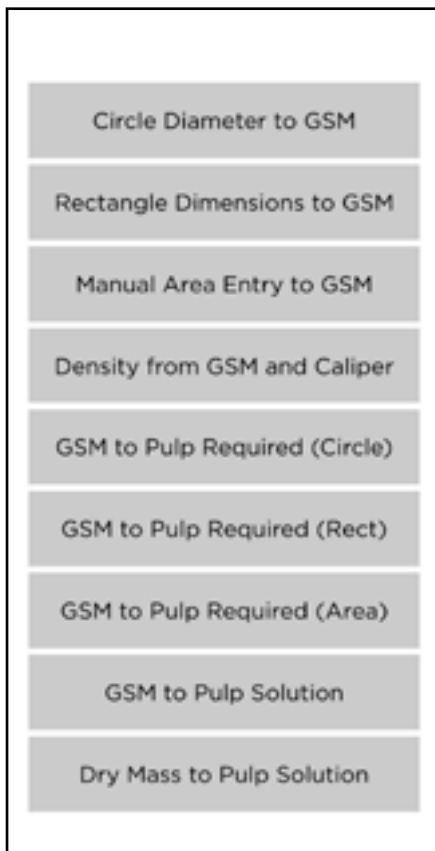 Circle Diameter to GSM
Rectangle Dimensions to GSM
Manual Area Entry to GSM
Density from GSM and Caliper
GSM to Pulp Required (Circle)
GSM to Pulp Required (Rect)
GSM to Pulp Required (Area)
GSM to Pulp Solution
Dry Mass to Pulp Solution